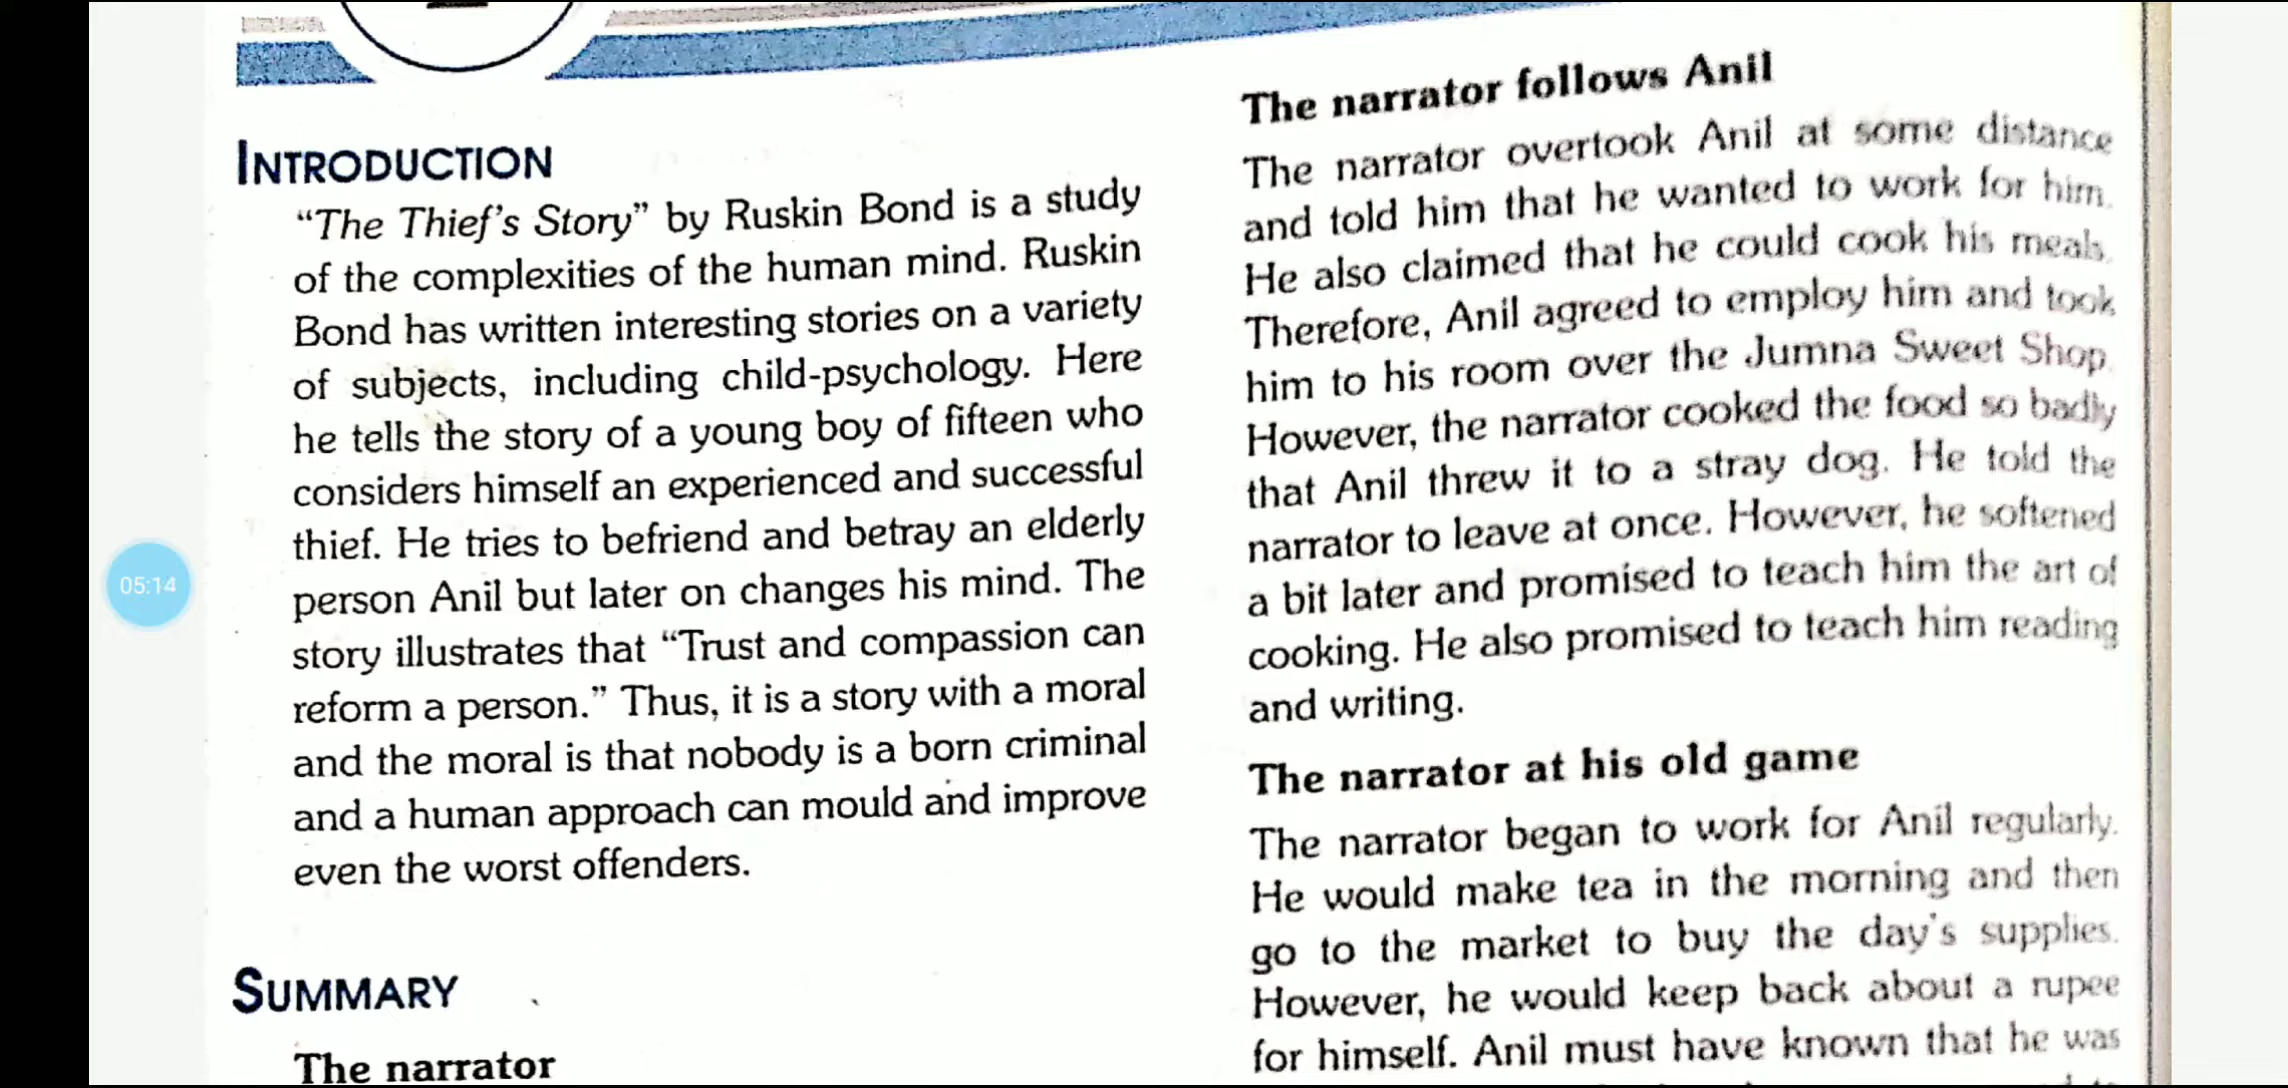 INTRODUCTION
“The Thief’s Story” by Ruskin Bond is a study
of the complexities of the human mind. Ruskin
Bond has written interesting stories on a variety
of subjects, including child-psychology. Here
he tells the story of a young boy of fifteen who
considers himself an experienced and successful
thief. He tries to befriend and betray an elderly
person Anil but later on changes his mind. The
story illustrates that “Trust and compassion can
reform a person.” Thus, it is a story with a moral
and the moral is that nobody is a born criminal
and a human approach can mould and improve
even the worst offenders.
SUMMARY
The narrator
The narrator follows Anil
The narrator overtook Anil at some distance
and told him that he wanted to work for him.
He also claimed that he could cook his meals.
Therefore, Anil agreed to employ him and took
him to his room over the Jumna Sweet Shop.
However, the narrator cooked the food so badly
that Anil threw it to a stray dog. He told the
narrator to leave at once. However, he softened
a bit later and promised to teach him the art of
cooking. He also promised to teach him reading
and writing.
The narrator at his old game
The narrator began to work for Anil regularly.
He would make tea in the morning and then
go to the market to buy the day's supplies.
However, he would keep back about a rupee
for himself. Anil must have known that he was
05:14